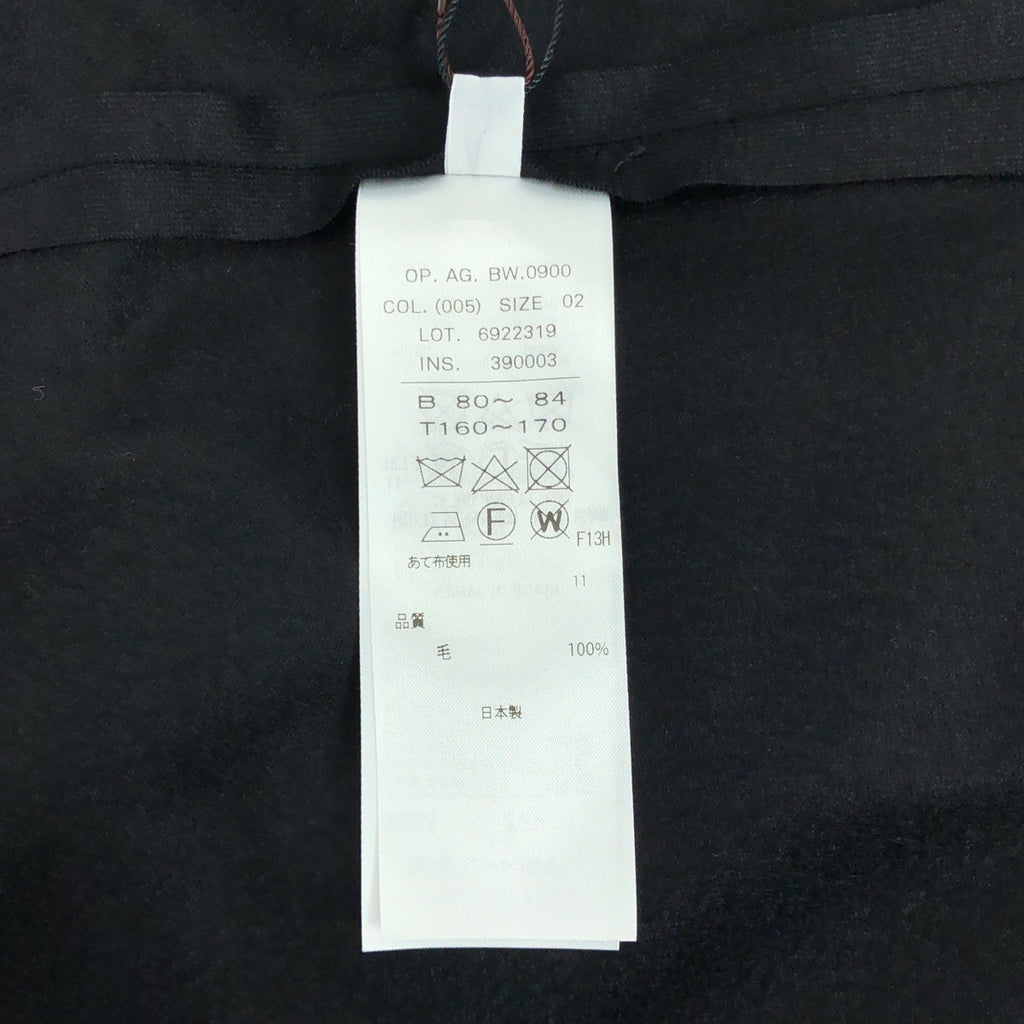 OP. AG. BW.0900
COL. (005) SIZE 02
LOT. 6922319
INS. 390003
B 80～ 84
T160～170
F W F13H
あて布使用
11
品質
毛 100%
日本製